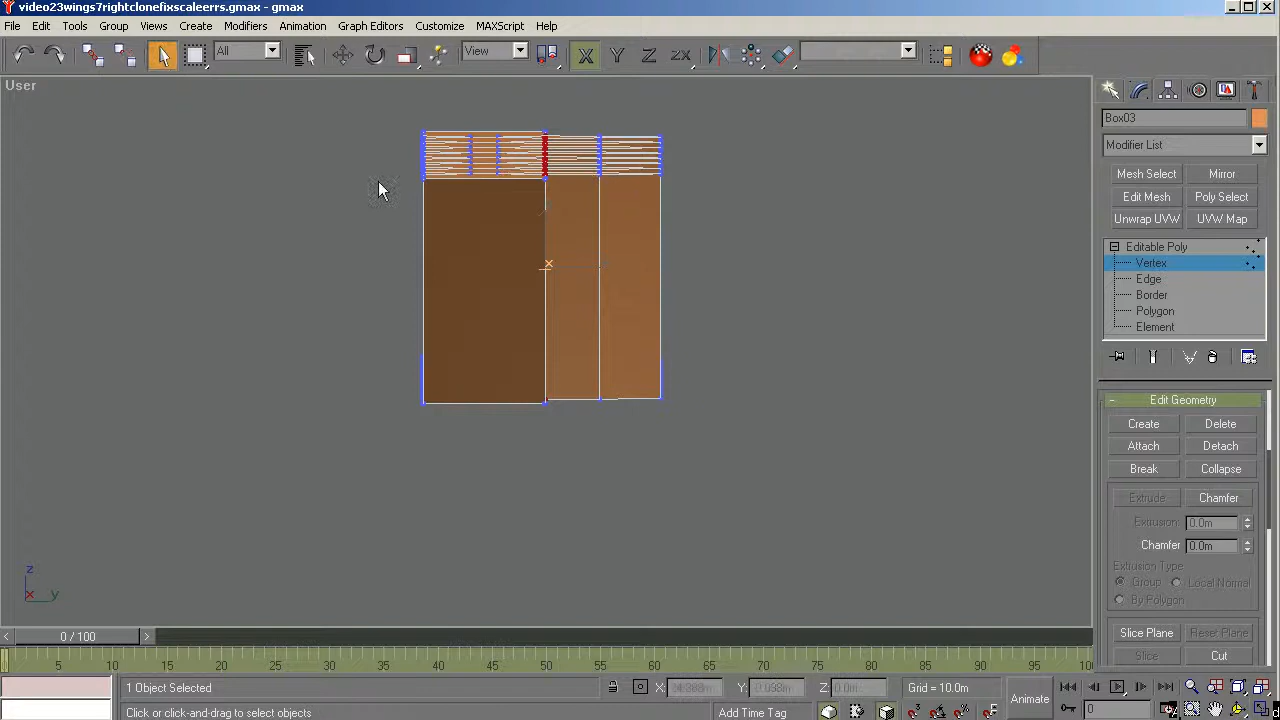 video23wings7rightclonefixscaleerrs.gmax - gmax
File Edit Tools Group Views Create Modifiers Animation Graph Editors Customize MAXScript Help
All
View
X Y Z ZX
User
Box03
Modifier List
Mesh Select Mirror
Edit Mesh Poly Select
Unwrap UVW UVW Map
Editable Poly
Vertex
Edge
Border
Polygon
Element
- Edit Geometry
Create Delete
Attach Detach
Break Collapse
Extrude Chamfer
Extrusion: 0.0m
Chamfer 0.0m
Extrusion Type
Group Local Normal
By Polygon
Slice Plane Reset Plane
Slice Cut
z
x y
< 0 / 100 >
5 10 15 20 25 30 35 40 45 50 55 60 65 70 75 80 85 90 95
1 Object Selected X: Y: Z: 0.0m Grid = 10.0m
Animate
Click or click-and-drag to select objects Add Time Tag
0